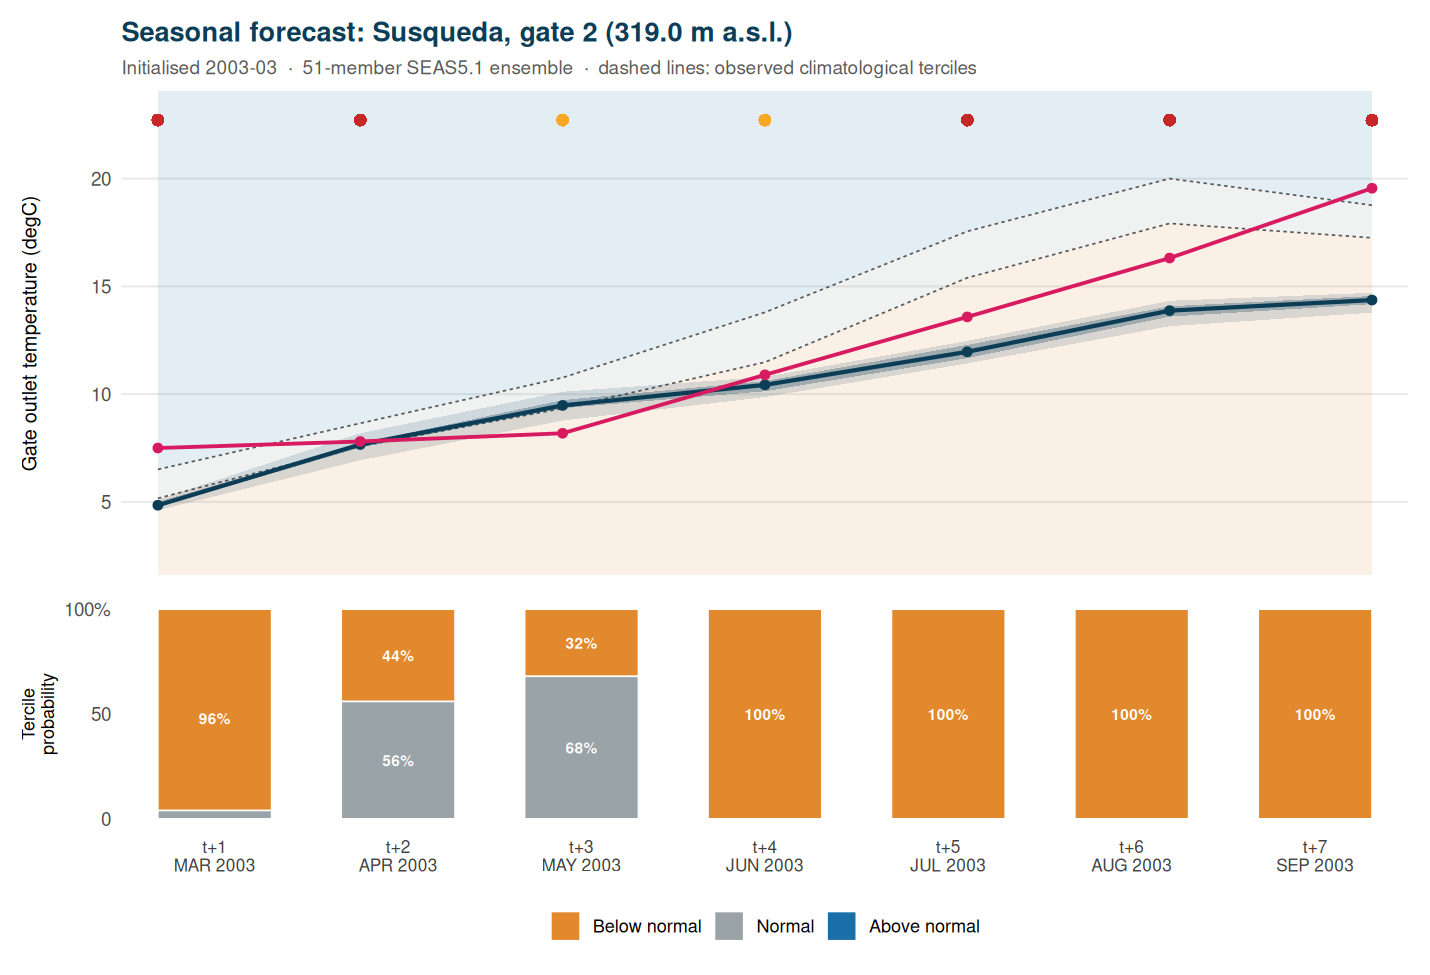 Seasonal forecast: Susqueda, gate 2 (319.0 m a.s.l.)
Initialised 2003-03 · 51-member SEAS5.1 ensemble · dashed lines: observed climatological terciles
Gate outlet temperature (degC)
20
15
10
5
Tercile
probability
100%
50
0
96%
44%
56%
32%
68%
100%
100%
100%
100%
t+1
MAR 2003
t+2
APR 2003
t+3
MAY 2003
t+4
JUN 2003
t+5
JUL 2003
t+6
AUG 2003
t+7
SEP 2003
Below normal
Normal
Above normal